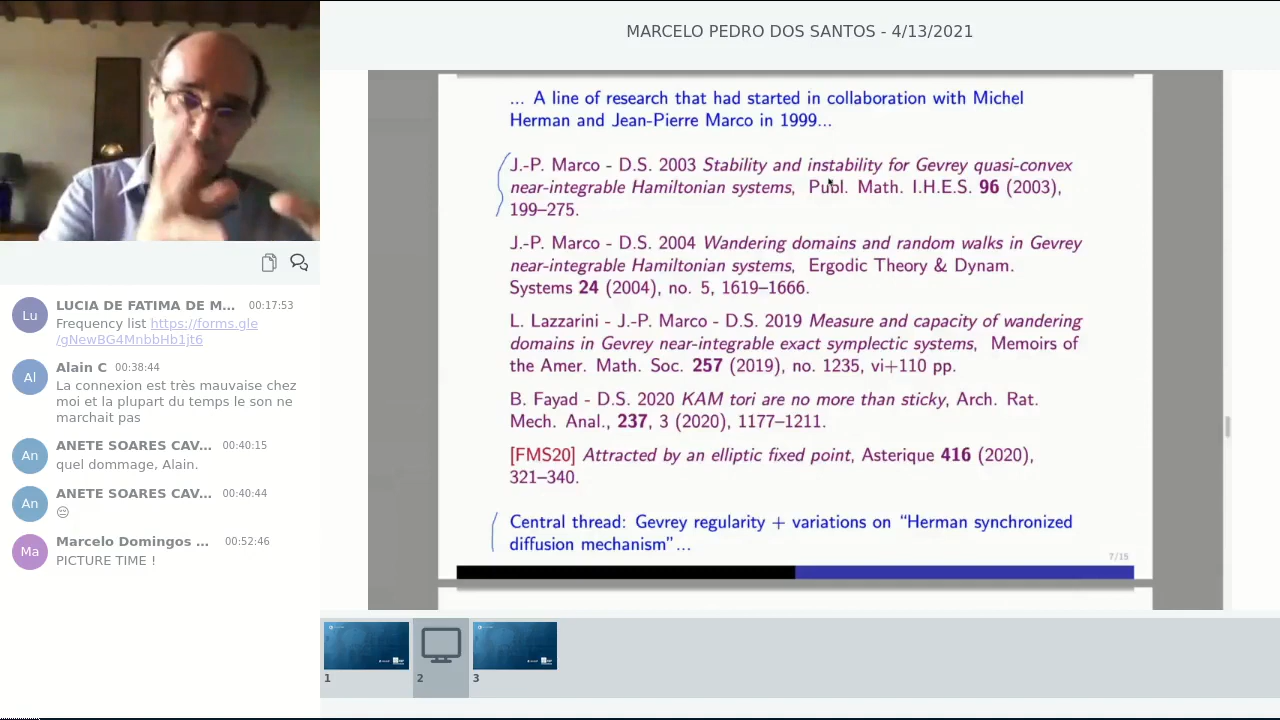 MARCELO PEDRO DOS SANTOS - 4/13/2021
... A line of research that had started in collaboration with Michel
Herman and Jean-Pierre Marco in 1999...
J.-P. Marco - D.S. 2003 Stability and instability for Gevrey quasi-convex
near-integrable Hamiltonian systems, Publ. Math. I.H.E.S. 96 (2003),
199–275.
J.-P. Marco - D.S. 2004 Wandering domains and random walks in Gevrey
near-integrable Hamiltonian systems, Ergodic Theory & Dynam.
Systems 24 (2004), no. 5, 1619–1666.
L. Lazzarini - J.-P. Marco - D.S. 2019 Measure and capacity of wandering
domains in Gevrey near-integrable exact symplectic systems, Memoirs of
the Amer. Math. Soc. 257 (2019), no. 1235, vi+110 pp.
B. Fayad - D.S. 2020 KAM tori are no more than sticky, Arch. Rat.
Mech. Anal., 237, 3 (2020), 1177–1211.
[FMS20] Attracted by an elliptic fixed point, Asterique 416 (2020),
321–340.
Central thread: Gevrey regularity + variations on “Herman synchronized
diffusion mechanism”...
7/15
Lu LUCIA DE FATIMA DE M... 00:17:53
Frequency list https://forms.gle
/gNewBG4MnbbHb1jt6
Al Alain C 00:38:44
La connexion est très mauvaise chez
moi et la plupart du temps le son ne
marchait pas
An ANETE SOARES CAV... 00:40:15
quel dommage, Alain.
An ANETE SOARES CAV... 00:40:44
😔
Ma Marcelo Domingos ... 00:52:46
PICTURE TIME !
1
2
3